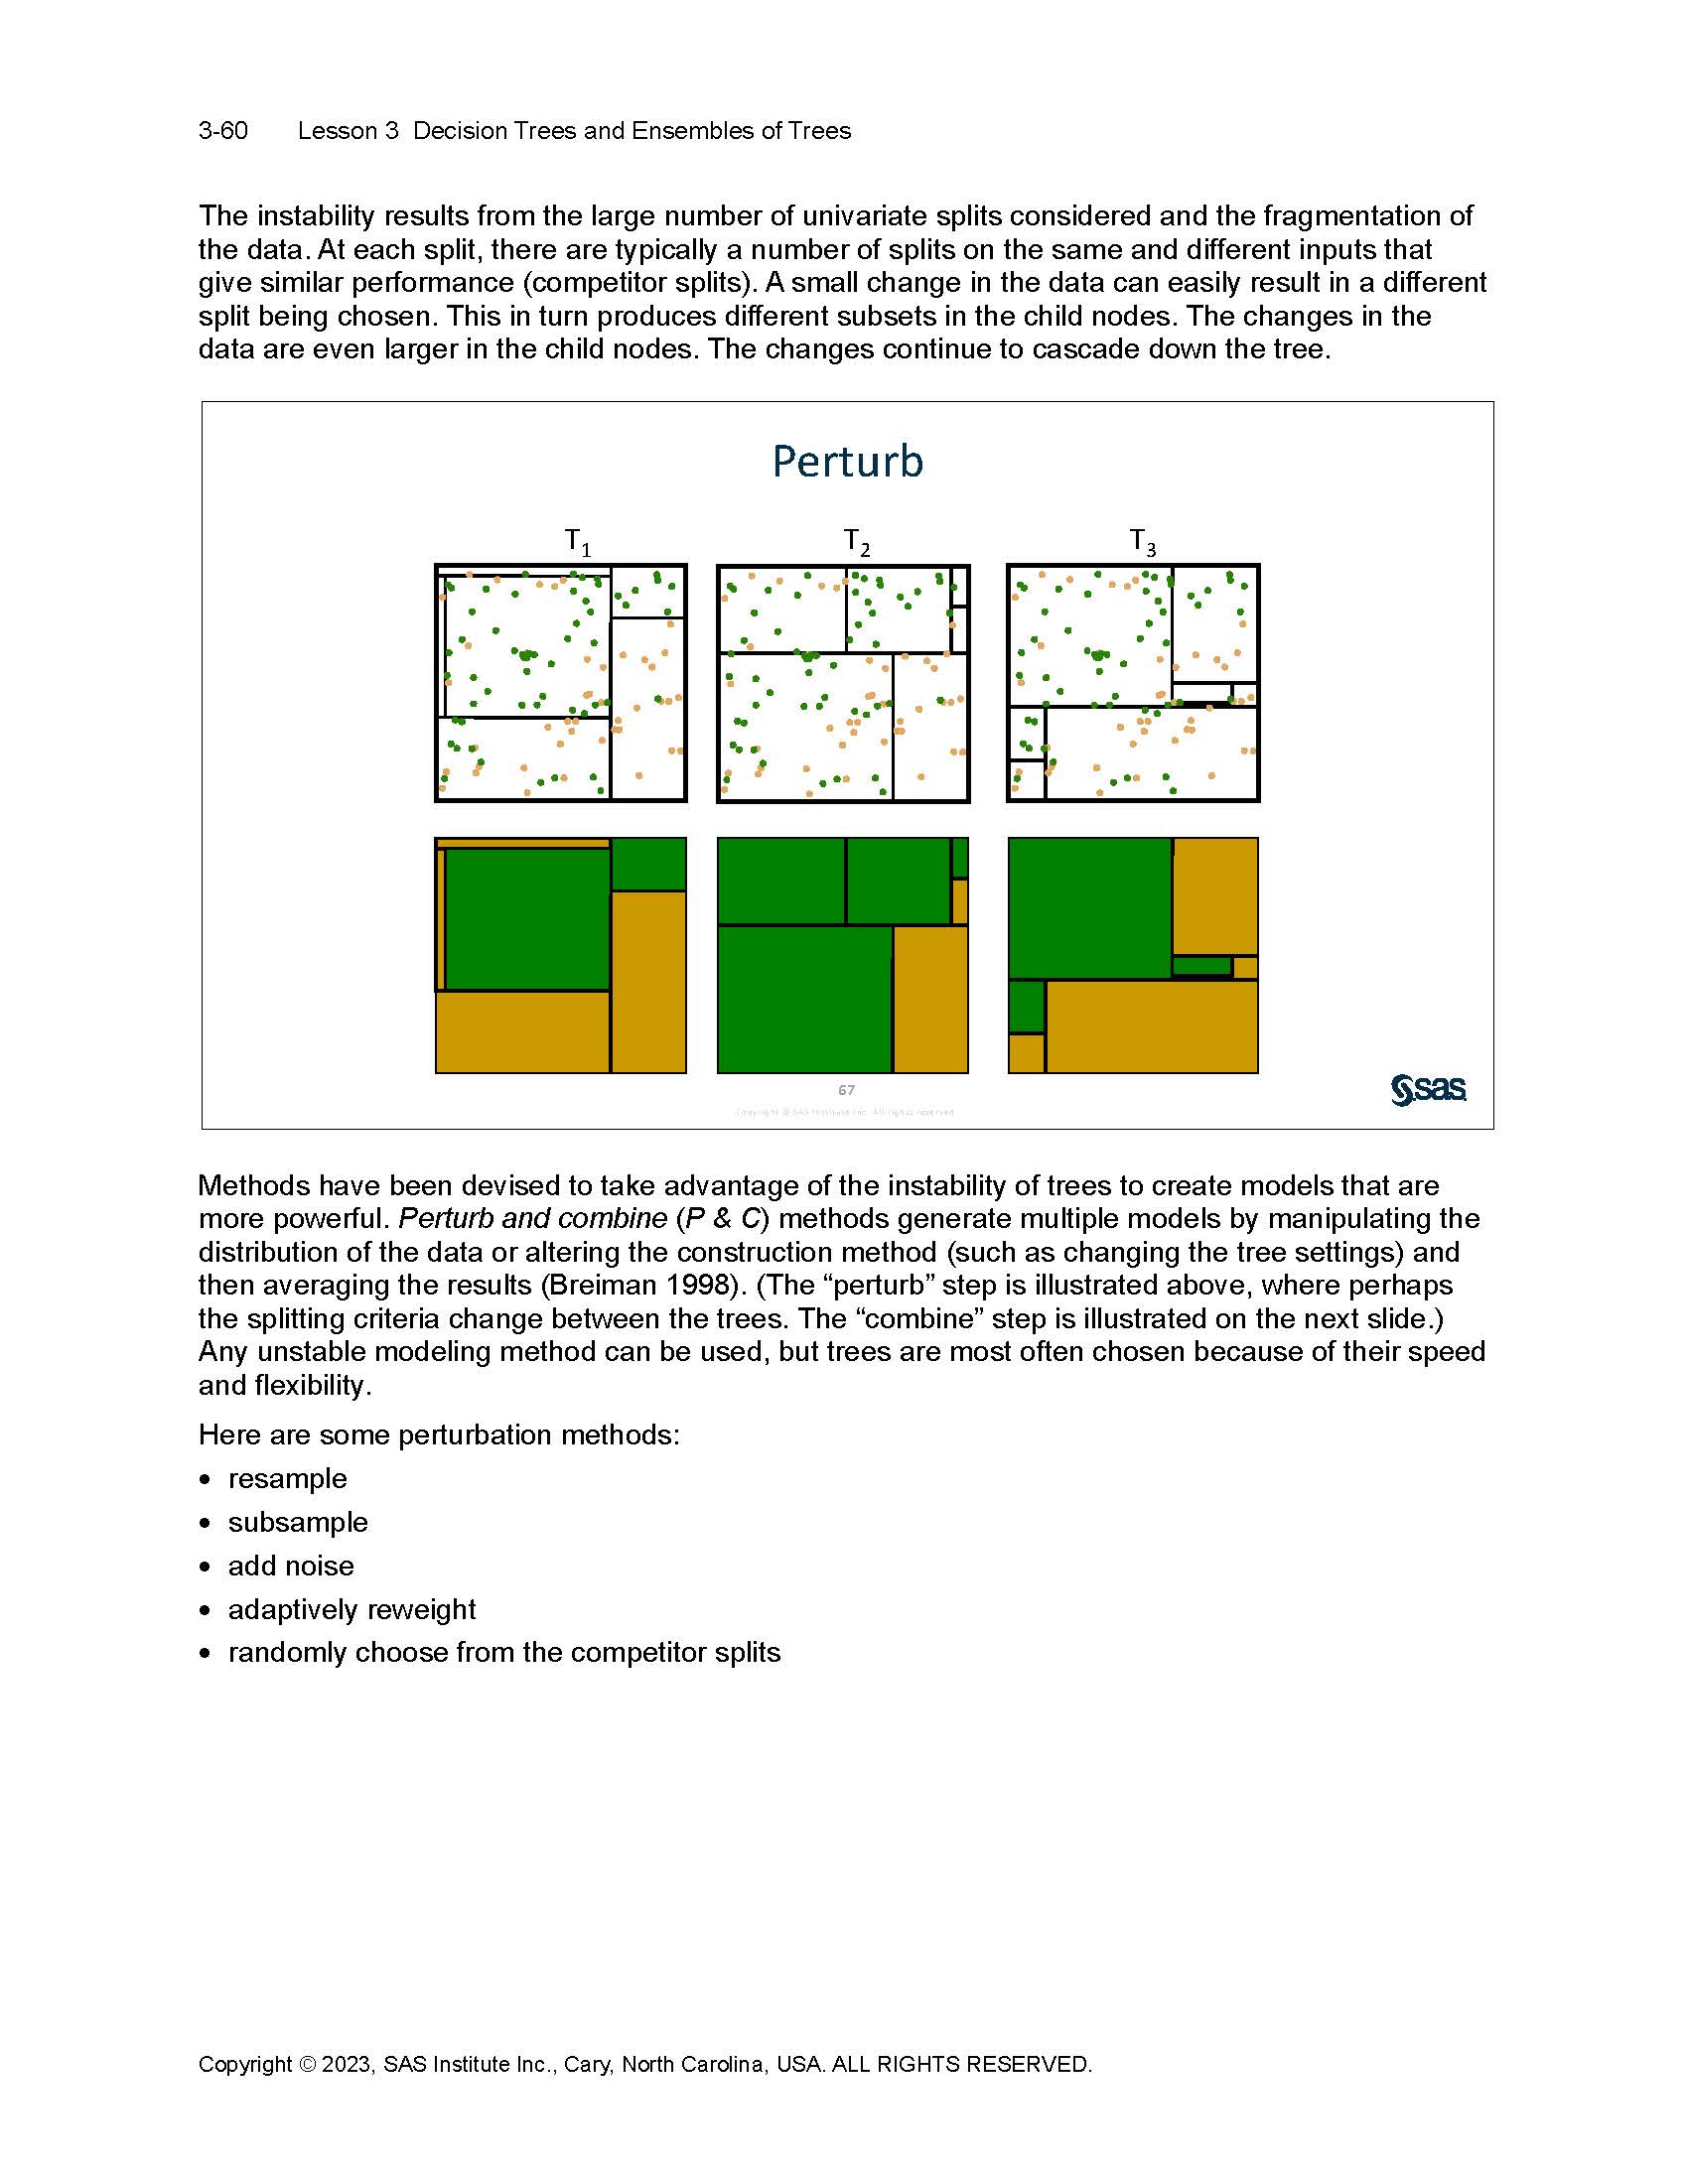 3-60 Lesson 3 Decision Trees and Ensembles of Trees
The instability results from the large number of univariate splits considered and the fragmentation of
the data. At each split, there are typically a number of splits on the same and different inputs that
give similar performance (competitor splits). A small change in the data can easily result in a different
split being chosen. This in turn produces different subsets in the child nodes. The changes in the
data are even larger in the child nodes. The changes continue to cascade down the tree.
Perturb
T1 T2 T3
67
Copyright © SAS Institute Inc. All rights reserved
sas
Methods have been devised to take advantage of the instability of trees to create models that are
more powerful. Perturb and combine (P & C) methods generate multiple models by manipulating the
distribution of the data or altering the construction method (such as changing the tree settings) and
then averaging the results (Breiman 1998). (The “perturb” step is illustrated above, where perhaps
the splitting criteria change between the trees. The “combine” step is illustrated on the next slide.)
Any unstable modeling method can be used, but trees are most often chosen because of their speed
and flexibility.
Here are some perturbation methods:
• resample
• subsample
• add noise
• adaptively reweight
• randomly choose from the competitor splits
Copyright © 2023, SAS Institute Inc., Cary, North Carolina, USA. ALL RIGHTS RESERVED.